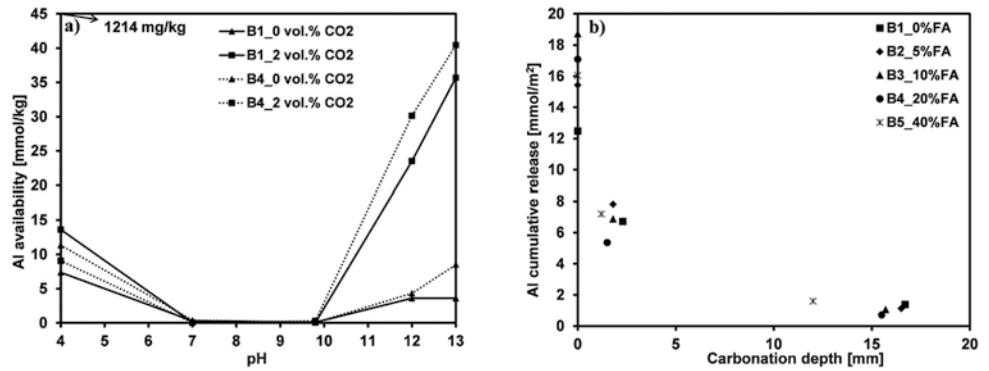 a)
1214 mg/kg
B1_0 vol.% CO2
B1_2 vol.% CO2
B4_0 vol.% CO2
B4_2 vol.% CO2
Al availability [mmol/kg]
45
40
35
30
25
20
15
10
5
0
4 5 6 7 8 9 10 11 12 13
pH
b)
B1_0%FA
B2_5%FA
B3_10%FA
B4_20%FA
B5_40%FA
Al cumulative release [mmol/m²]
20
18
16
14
12
10
8
6
4
2
0
0 5 10 15 20
Carbonation depth [mm]